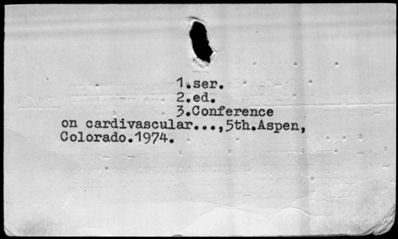 1.ser.
2.ed.
3.Conference
on cardivascular...,5th.Aspen,
Colorado.1974.